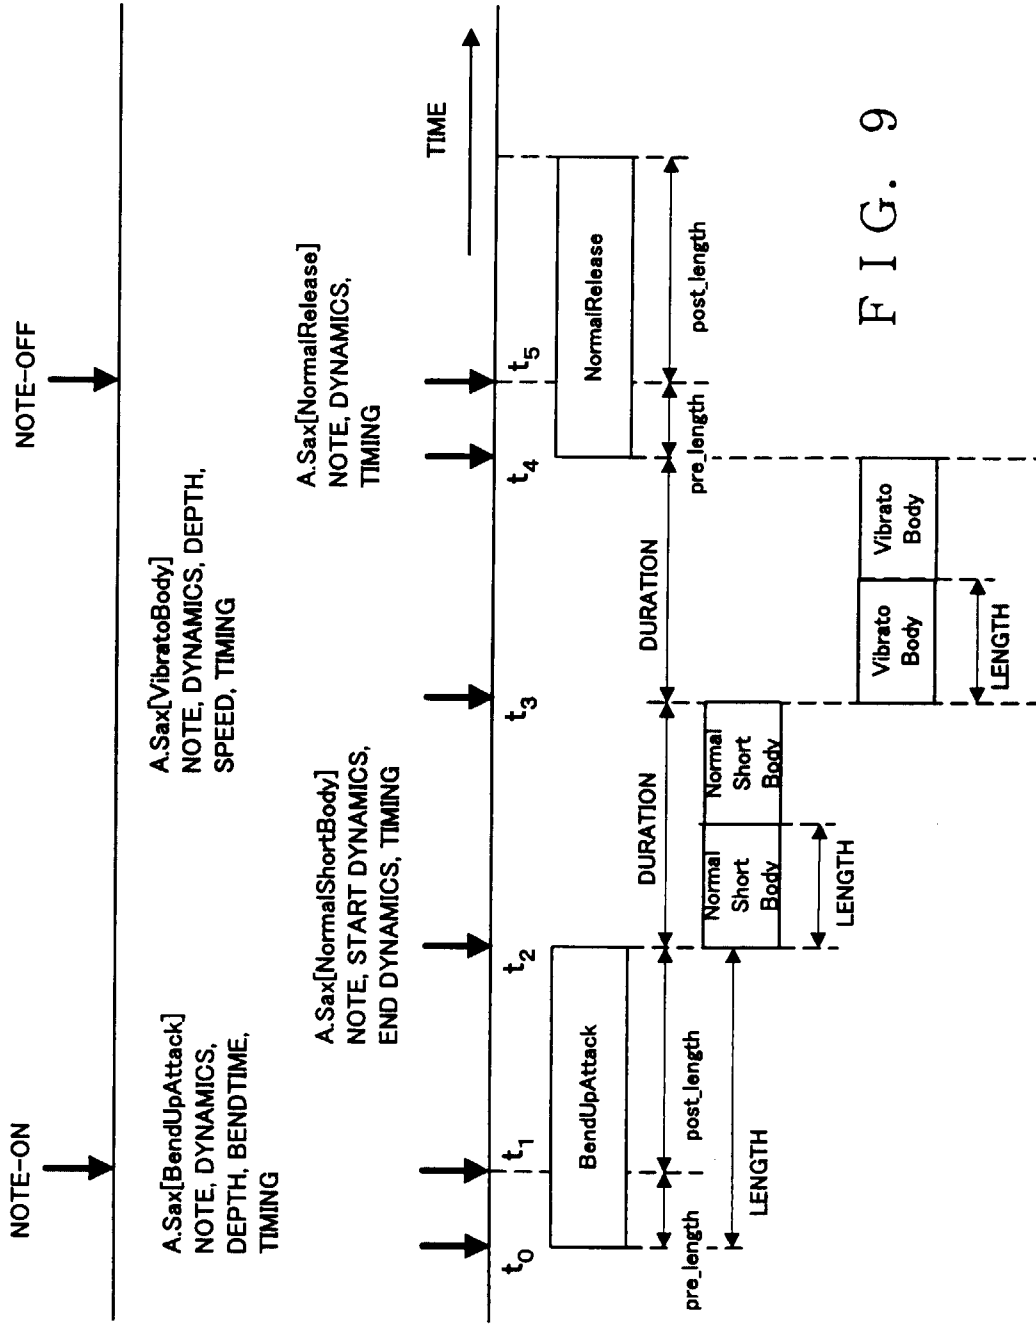 NOTE-ON
NOTE-OFF
A.Sax[BendUpAttack]
NOTE, DYNAMICS,
DEPTH, BENDTIME,
TIMING
A.Sax[VibratoBody]
NOTE, DYNAMICS, DEPTH,
SPEED, TIMING
A.Sax[NormalShortBody]
NOTE, START DYNAMICS,
END DYNAMICS, TIMING
A.Sax[NormalRelease]
NOTE, DYNAMICS,
TIMING
TIME
t0
t1
t2
t3
t4
t5
BendUpAttack
NormalRelease
pre_length
post_length
DURATION
DURATION
pre_length
post_length
LENGTH
Normal
Short
Body
Normal
Short
Body
LENGTH
Vibrato
Body
Vibrato
Body
LENGTH
FIG. 9